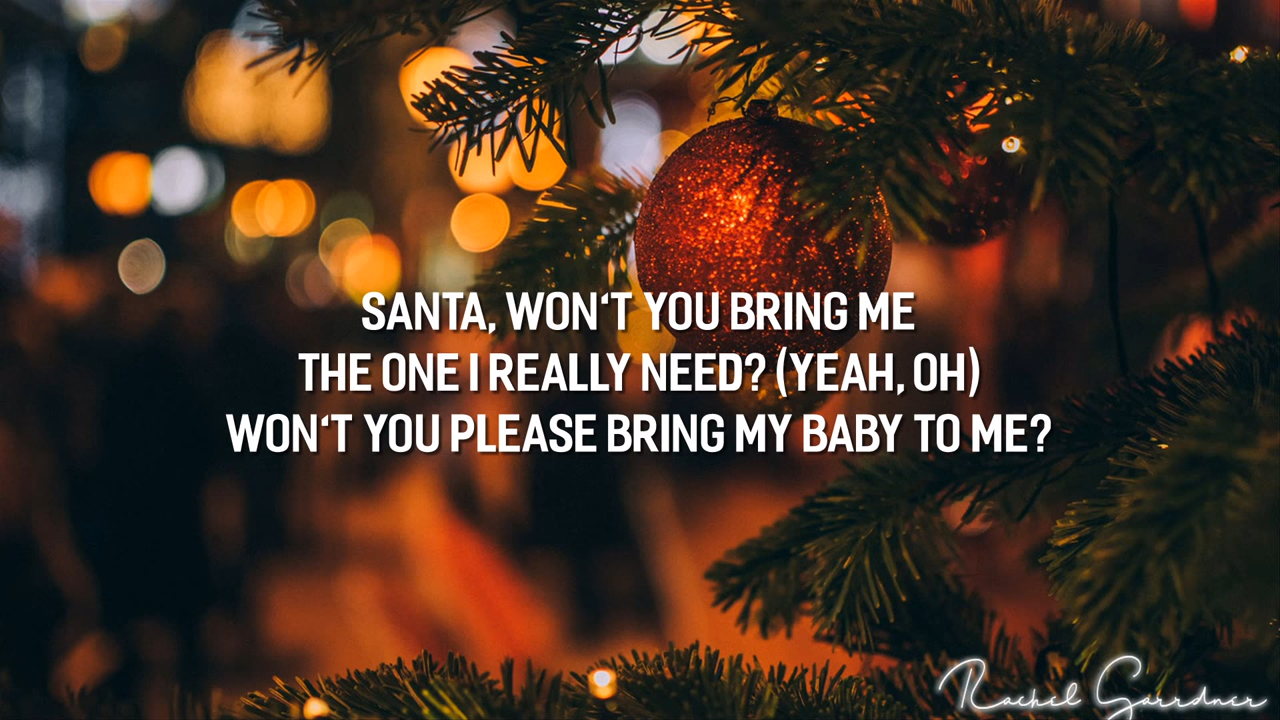 SANTA, WON‘T YOU BRING ME
THE ONE I REALLY NEED? (YEAH, OH)
WON‘T YOU PLEASE BRING MY BABY TO ME?
Rachel Garrdner